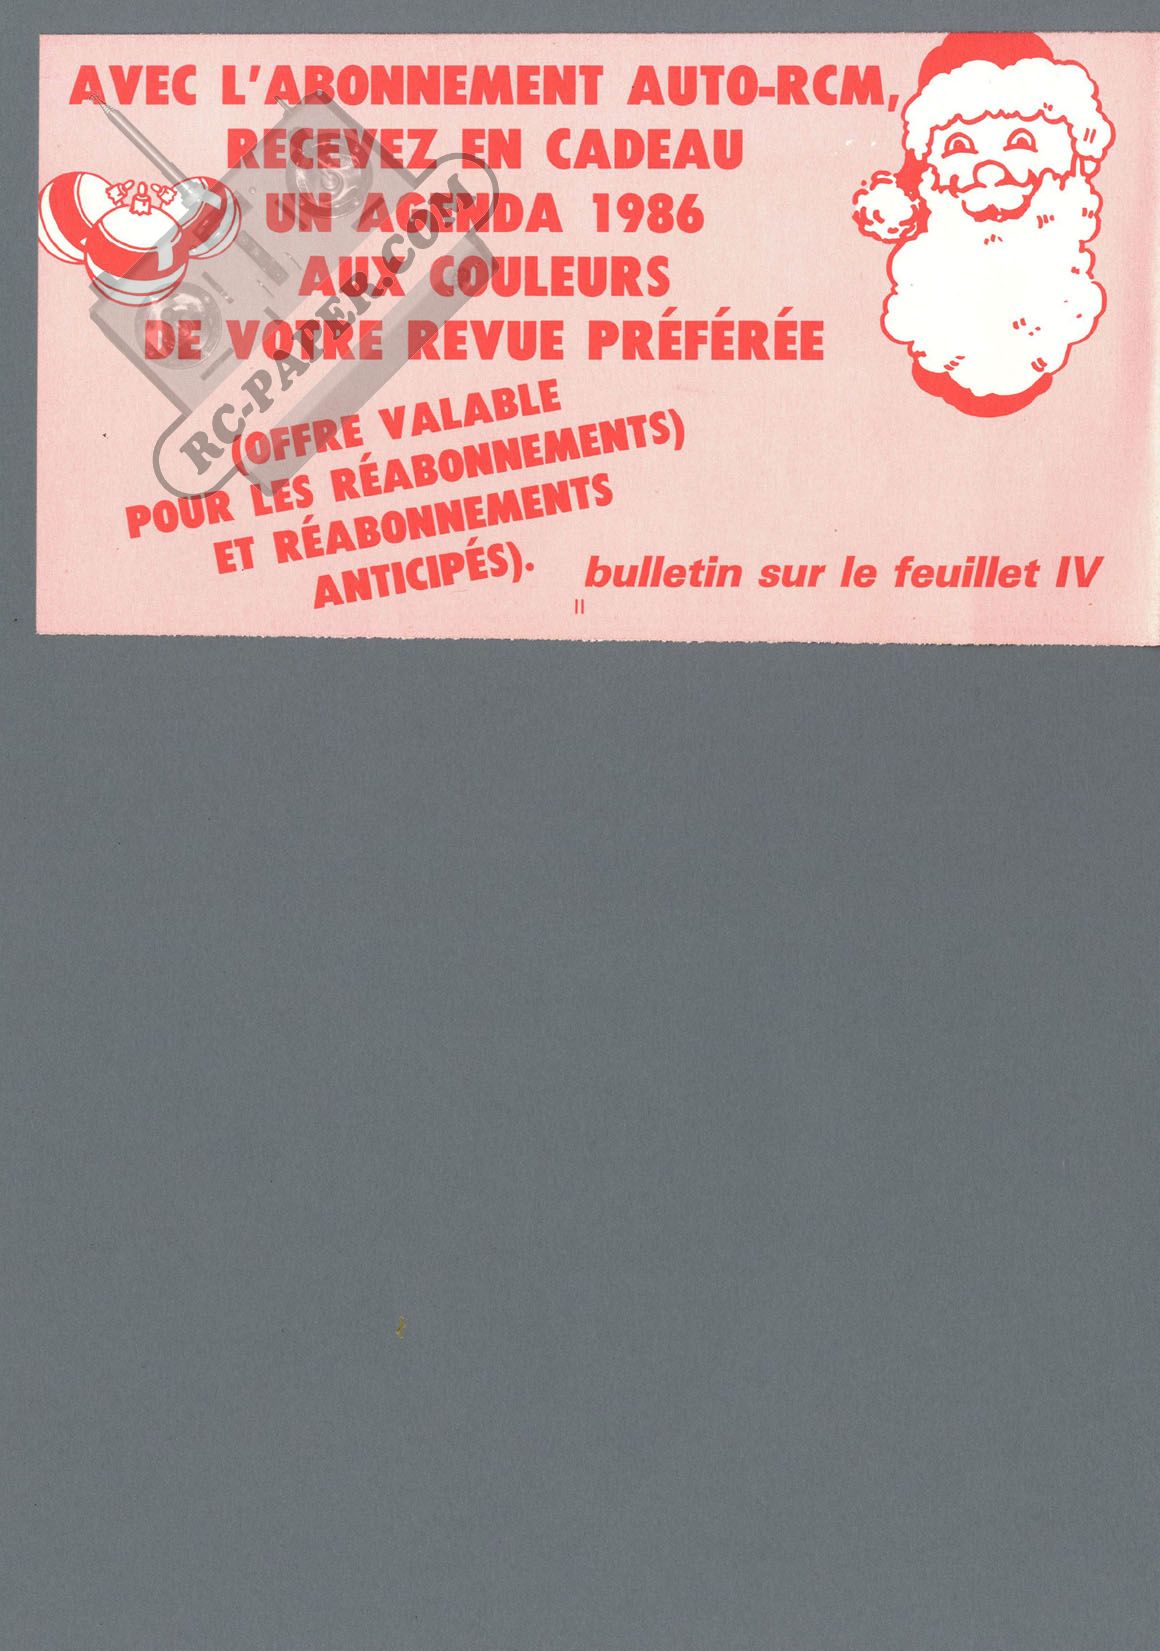 AVEC L'ABONNEMENT AUTO-RCM,
RECEVEZ EN CADEAU
UN AGENDA 1986
AUX COULEURS
DE VOTRE REVUE PRÉFÉRÉE
(OFFRE VALABLE
POUR LES RÉABONNEMENTS)
ET RÉABONNEMENTS
ANTICIPÉS).
bulletin sur le feuillet IV
II
RC-PAPER.COM